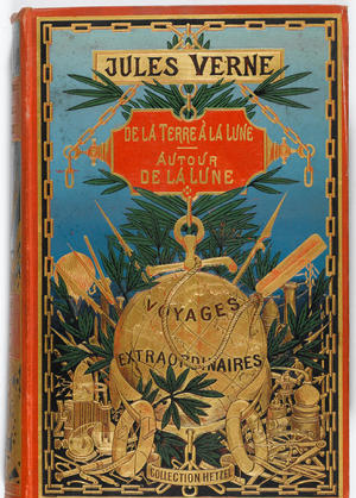 JULES VERNE
DE LA TERRE À LA LUNE
AUTOUR
DE LA LUNE
VOYAGES
EXTRAORDINAIRES
COLLECTION HETZEL